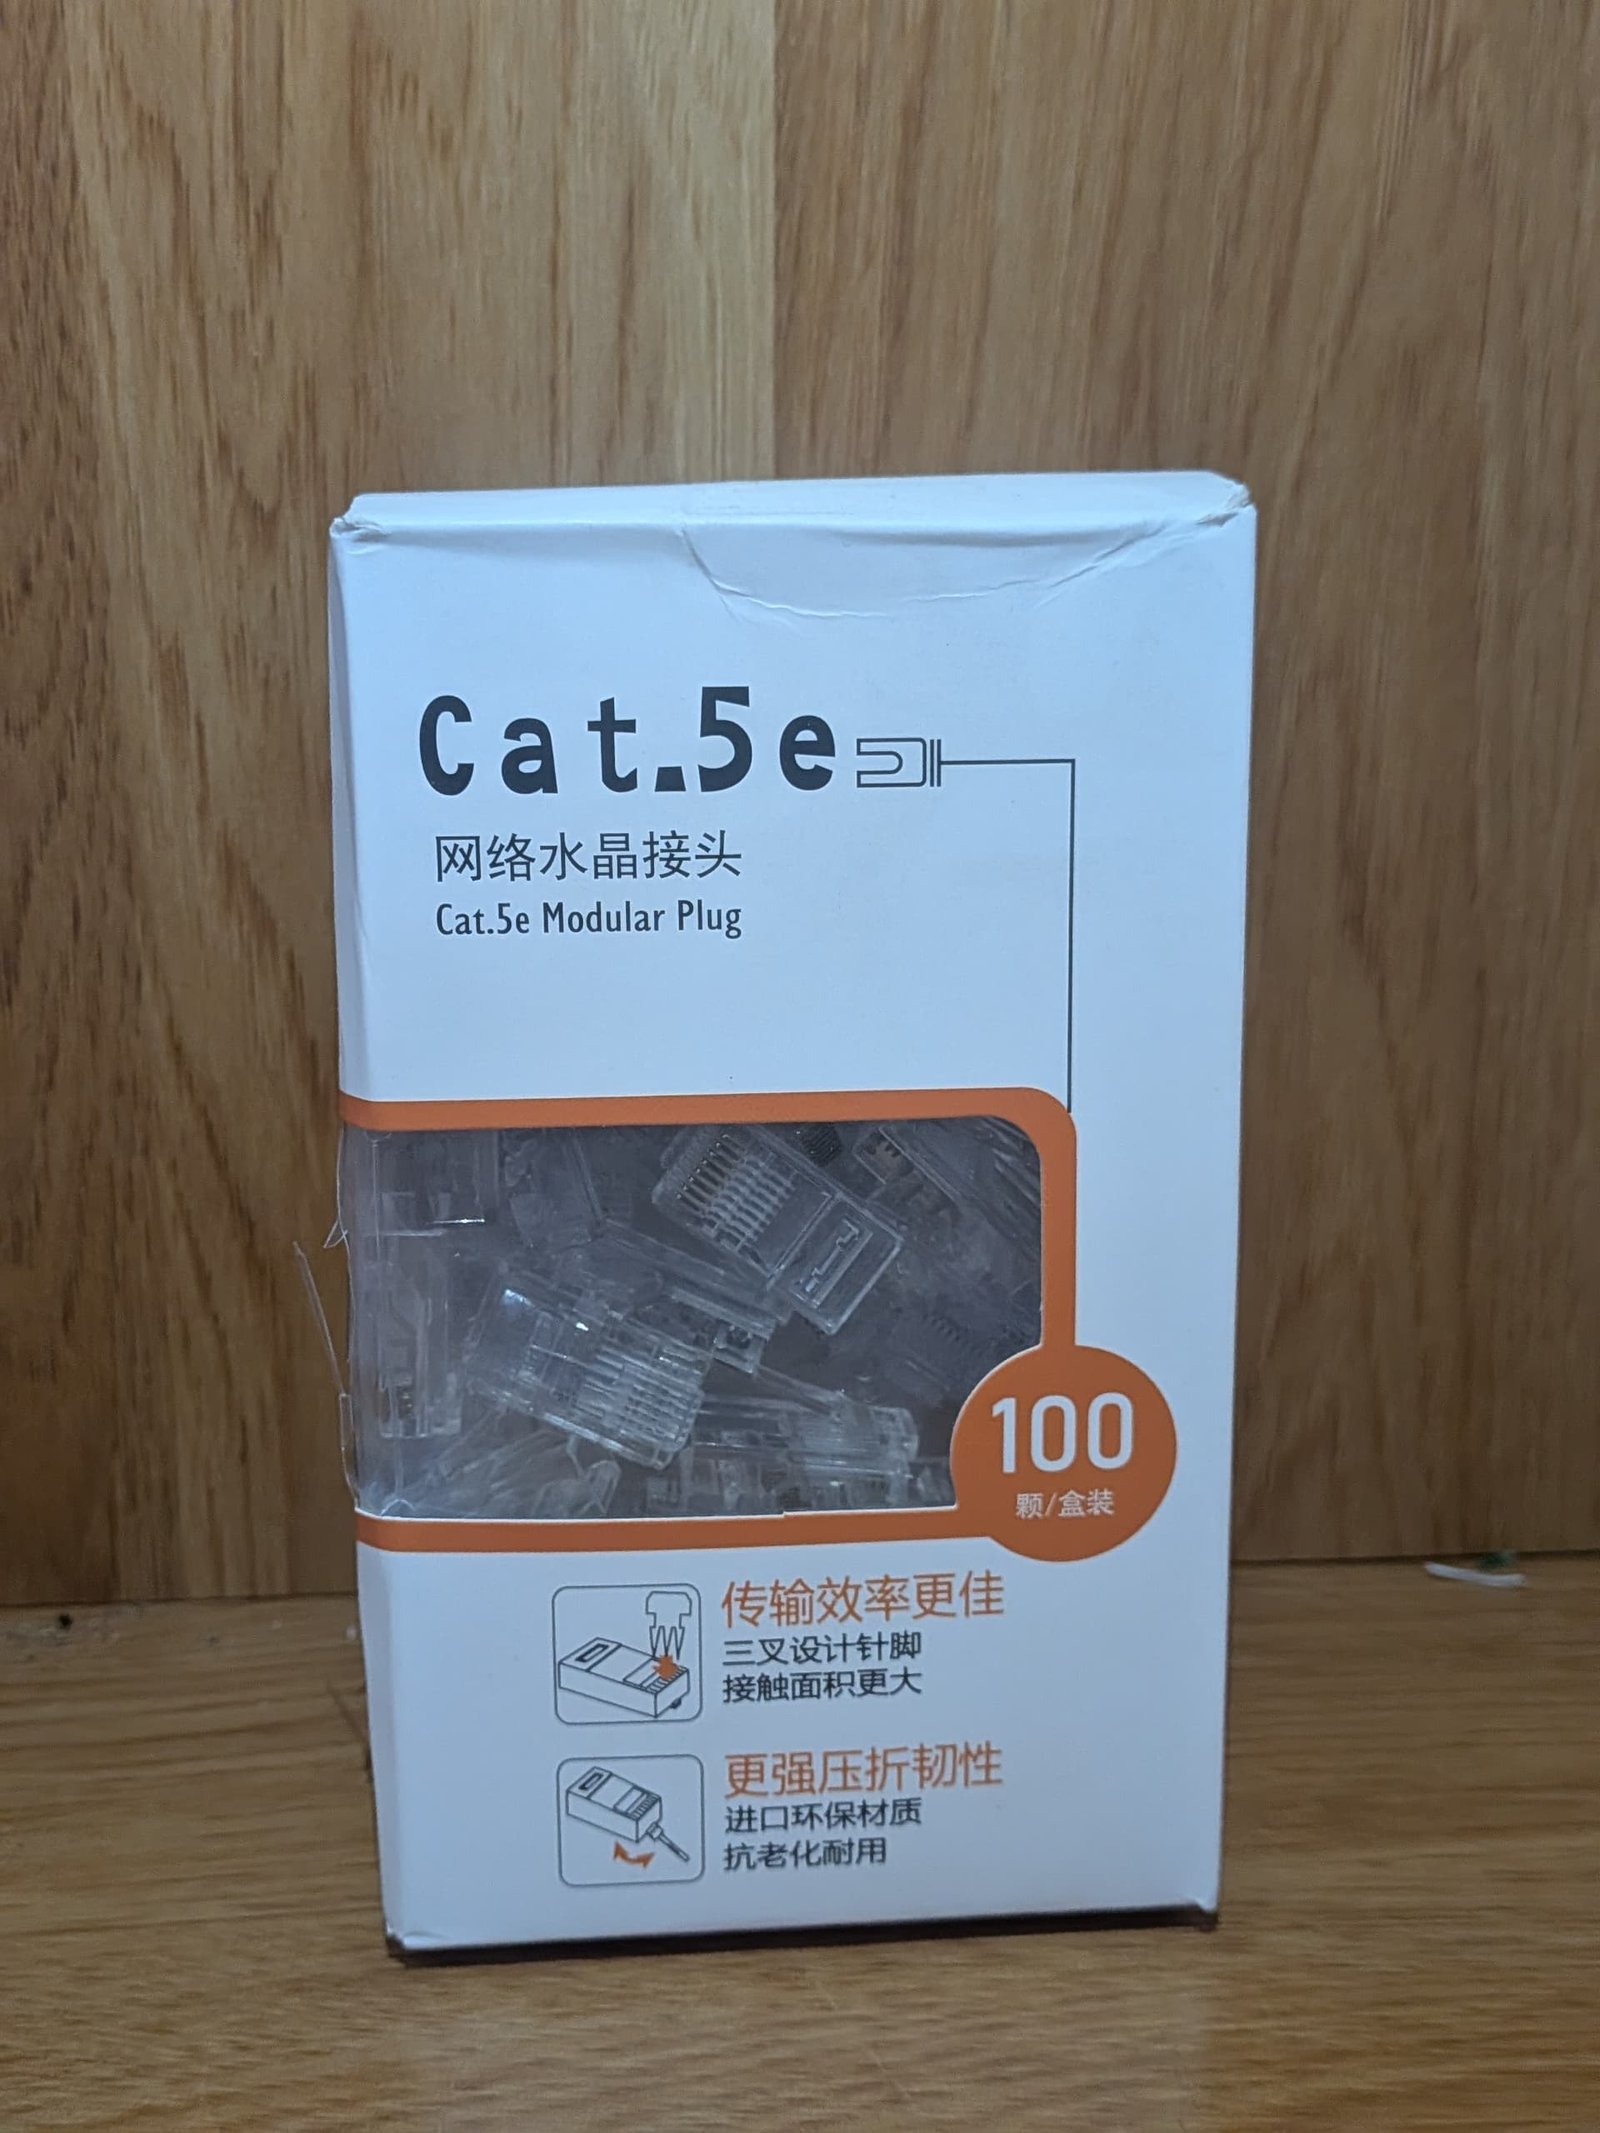 Cat.5e
网络水晶接头
Cat.5e Modular Plug
100
颗/盒装
传输效率更佳
三叉设计针脚
接触面积更大
更强压折韧性
进口环保材质
抗老化耐用